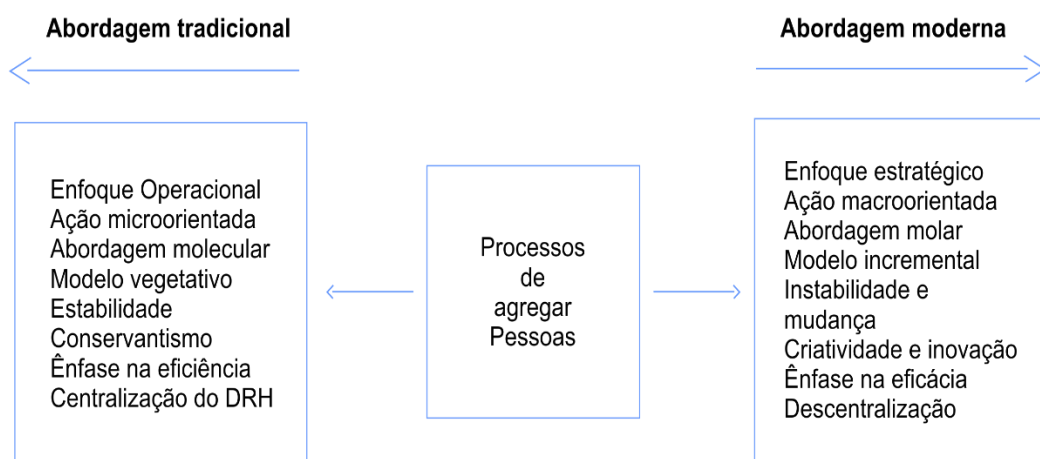 Abordagem tradicional
Abordagem moderna
Enfoque Operacional
Ação microorientada
Abordagem molecular
Modelo vegetativo
Estabilidade
Conservantismo
Ênfase na eficiência
Centralização do DRH
Processos
de
agregar
Pessoas
Enfoque estratégico
Ação macroorientada
Abordagem molar
Modelo incremental
Instabilidade e
mudança
Criatividade e inovação
Ênfase na eficácia
Descentralização